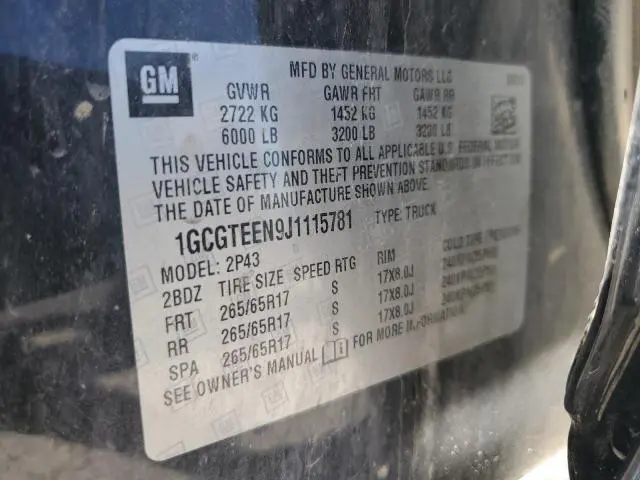 GM
MFD BY GENERAL MOTORS LLC
GVWR GAWR FRT GAWR RR
2722 KG 1452 KG 1452 KG
6000 LB 3200 LB 3200 LB
THIS VEHICLE CONFORMS TO ALL APPLICABLE U.S. FEDERAL MOTOR
VEHICLE SAFETY AND THEFT PREVENTION STANDARDS IN EFFECT ON
THE DATE OF MANUFACTURE SHOWN ABOVE.
1GCGTEEN9J1115781 TYPE: TRUCK
MODEL: 2P43
2BDZ TIRE SIZE SPEED RTG RIM COLD TIRE PRESSURE
FRT 265/65R17 S 17X8.0J
RR 265/65R17 S 17X8.0J
SPA 265/65R17 S 17X8.0J
SEE OWNER'S MANUAL FOR MORE INFORMATION